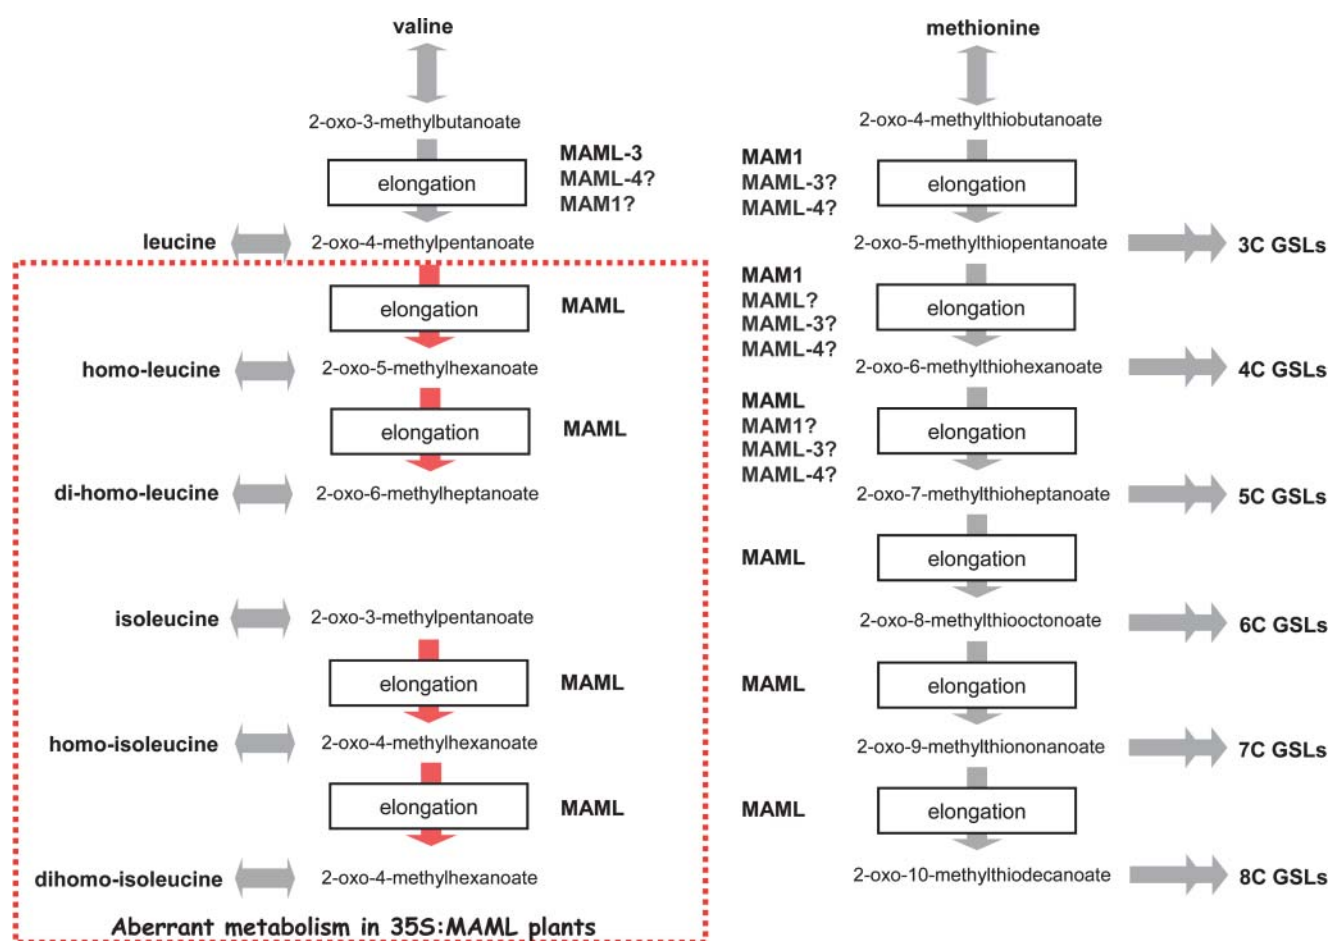 valine
methionine
2-oxo-3-methylbutanoate
2-oxo-4-methylthiobutanoate
elongation
MAML-3
MAML-4?
MAM1?
MAM1
MAML-3?
MAML-4?
elongation
leucine
2-oxo-4-methylpentanoate
2-oxo-5-methylthiopentanoate
3C GSLs
elongation
MAML
MAM1
MAML?
MAML-3?
MAML-4?
elongation
homo-leucine
2-oxo-5-methylhexanoate
2-oxo-6-methylthiohexanoate
4C GSLs
elongation
MAML
MAML
MAM1?
MAML-3?
MAML-4?
elongation
di-homo-leucine
2-oxo-6-methylheptanoate
2-oxo-7-methylthioheptanoate
5C GSLs
MAML
elongation
isoleucine
2-oxo-3-methylpentanoate
2-oxo-8-methylthiooctonoate
6C GSLs
elongation
MAML
MAML
elongation
homo-isoleucine
2-oxo-4-methylhexanoate
2-oxo-9-methylthiononanoate
7C GSLs
elongation
MAML
MAML
elongation
dihomo-isoleucine
2-oxo-4-methylhexanoate
2-oxo-10-methylthiodecanoate
8C GSLs
Aberrant metabolism in 35S:MAML plants